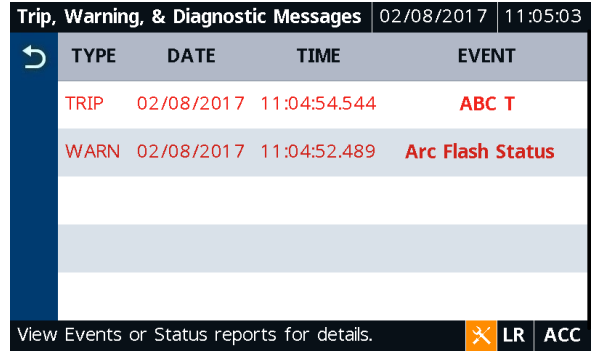 Trip, Warning, & Diagnostic Messages 02/08/2017 11:05:03
TYPE DATE TIME EVENT
TRIP 02/08/2017 11:04:54.544 ABC T
WARN 02/08/2017 11:04:52.489 Arc Flash Status
View Events or Status reports for details. LR ACC